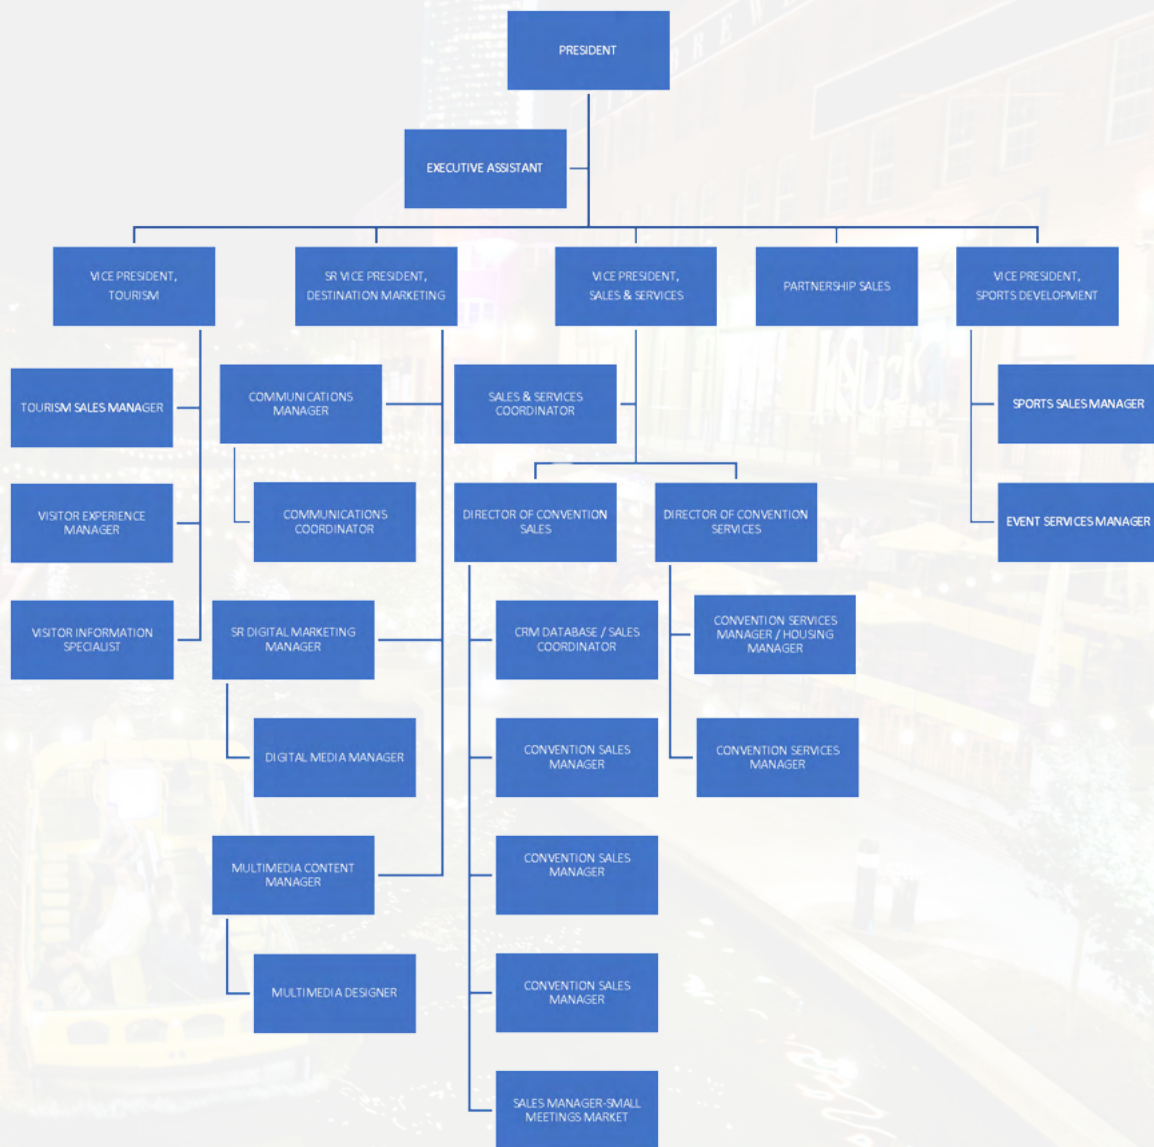 PRESIDENT
EXECUTIVE ASSISTANT
VICE PRESIDENT,
TOURISM
SR VICE PRESIDENT,
DESTINATION MARKETING
VICE PRESIDENT,
SALES & SERVICES
PARTNERSHIP SALES
VICE PRESIDENT,
SPORTS DEVELOPMENT
TOURISM SALES MANAGER
COMMUNICATIONS
MANAGER
SALES & SERVICES
COORDINATOR
SPORTS SALES MANAGER
VISITOR EXPERIENCE
MANAGER
COMMUNICATIONS
COORDINATOR
DIRECTOR OF CONVENTION
SALES
DIRECTOR OF CONVENTION
SERVICES
EVENT SERVICES MANAGER
VISITOR INFORMATION
SPECIALIST
SR DIGITAL MARKETING
MANAGER
CRM DATABASE / SALES
COORDINATOR
CONVENTION SERVICES
MANAGER / HOUSING
MANAGER
DIGITAL MEDIA MANAGER
CONVENTION SALES
MANAGER
CONVENTION SERVICES
MANAGER
MULTIMEDIA CONTENT
MANAGER
CONVENTION SALES
MANAGER
MULTIMEDIA DESIGNER
CONVENTION SALES
MANAGER
SALES MANAGER-SMALL
MEETINGS MARKET